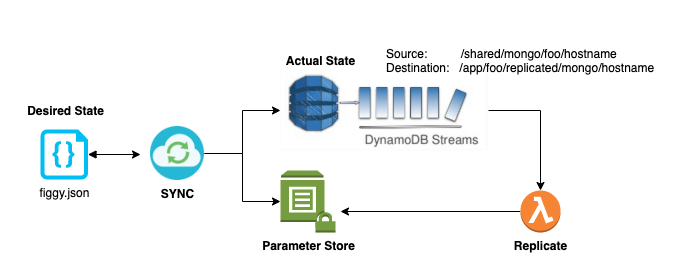 Actual State
Source: /shared/mongo/foo/hostname
Destination: /app/foo/replicated/mongo/hostname
Desired State
{ }
DynamoDB Streams
figgy.json
SYNC
λ
Parameter Store
Replicate